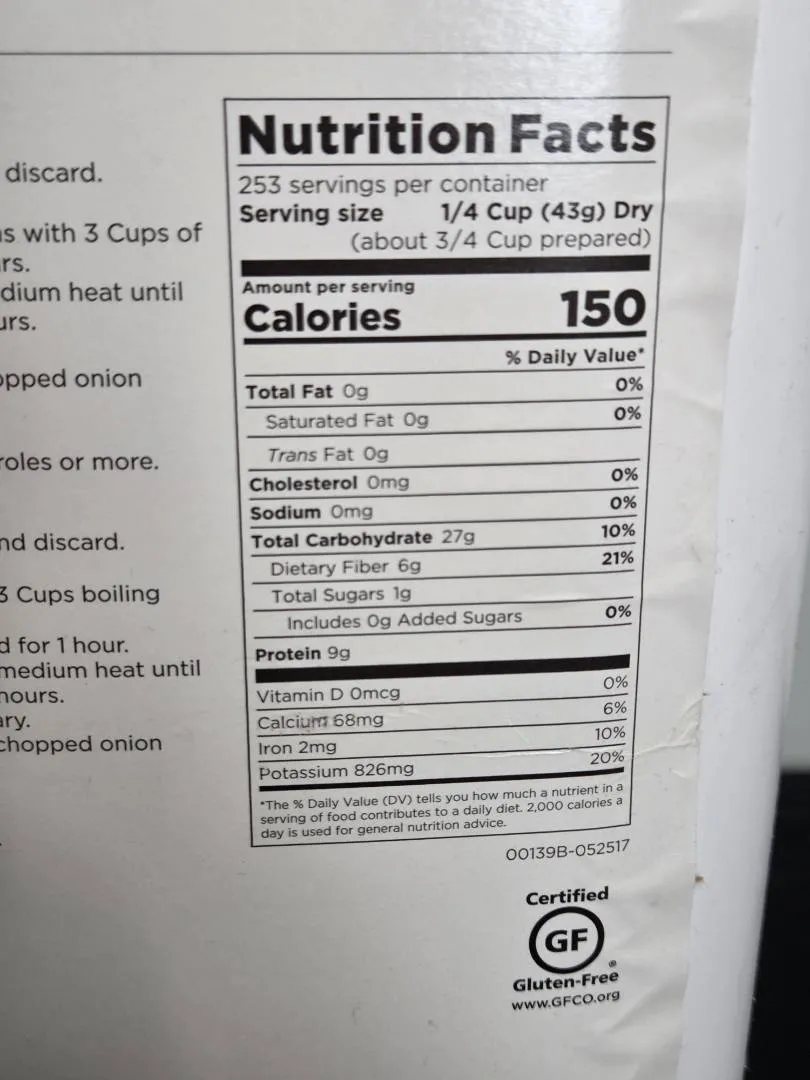 discard.
with 3 Cups of
rs.
dium heat until
urs.
opped onion
roles or more.
nd discard.
3 Cups boiling
d for 1 hour.
medium heat until
hours.
ary.
chopped onion
Nutrition Facts
253 servings per container
Serving size 1/4 Cup (43g) Dry
(about 3/4 Cup prepared)
Amount per serving
Calories 150
% Daily Value*
Total Fat 0g 0%
Saturated Fat 0g 0%
Trans Fat 0g
Cholesterol 0mg 0%
Sodium 0mg 0%
Total Carbohydrate 27g 10%
Dietary Fiber 6g 21%
Total Sugars 1g
Includes 0g Added Sugars 0%
Protein 9g
Vitamin D 0mcg 0%
Calcium 68mg 6%
Iron 2mg 10%
Potassium 826mg 20%
*The % Daily Value (DV) tells you how much a nutrient in a
serving of food contributes to a daily diet. 2,000 calories a
day is used for general nutrition advice.
00139B-052517
Certified
GF
®
Gluten-Free
www.GFCO.org